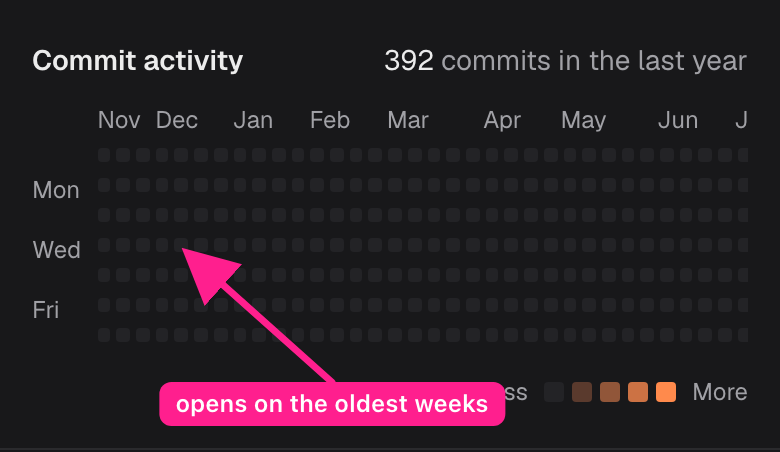 Commit activity 392 commits in the last year
Nov Dec Jan Feb Mar Apr May Jun J
Mon
Wed
Fri
ss More
opens on the oldest weeks